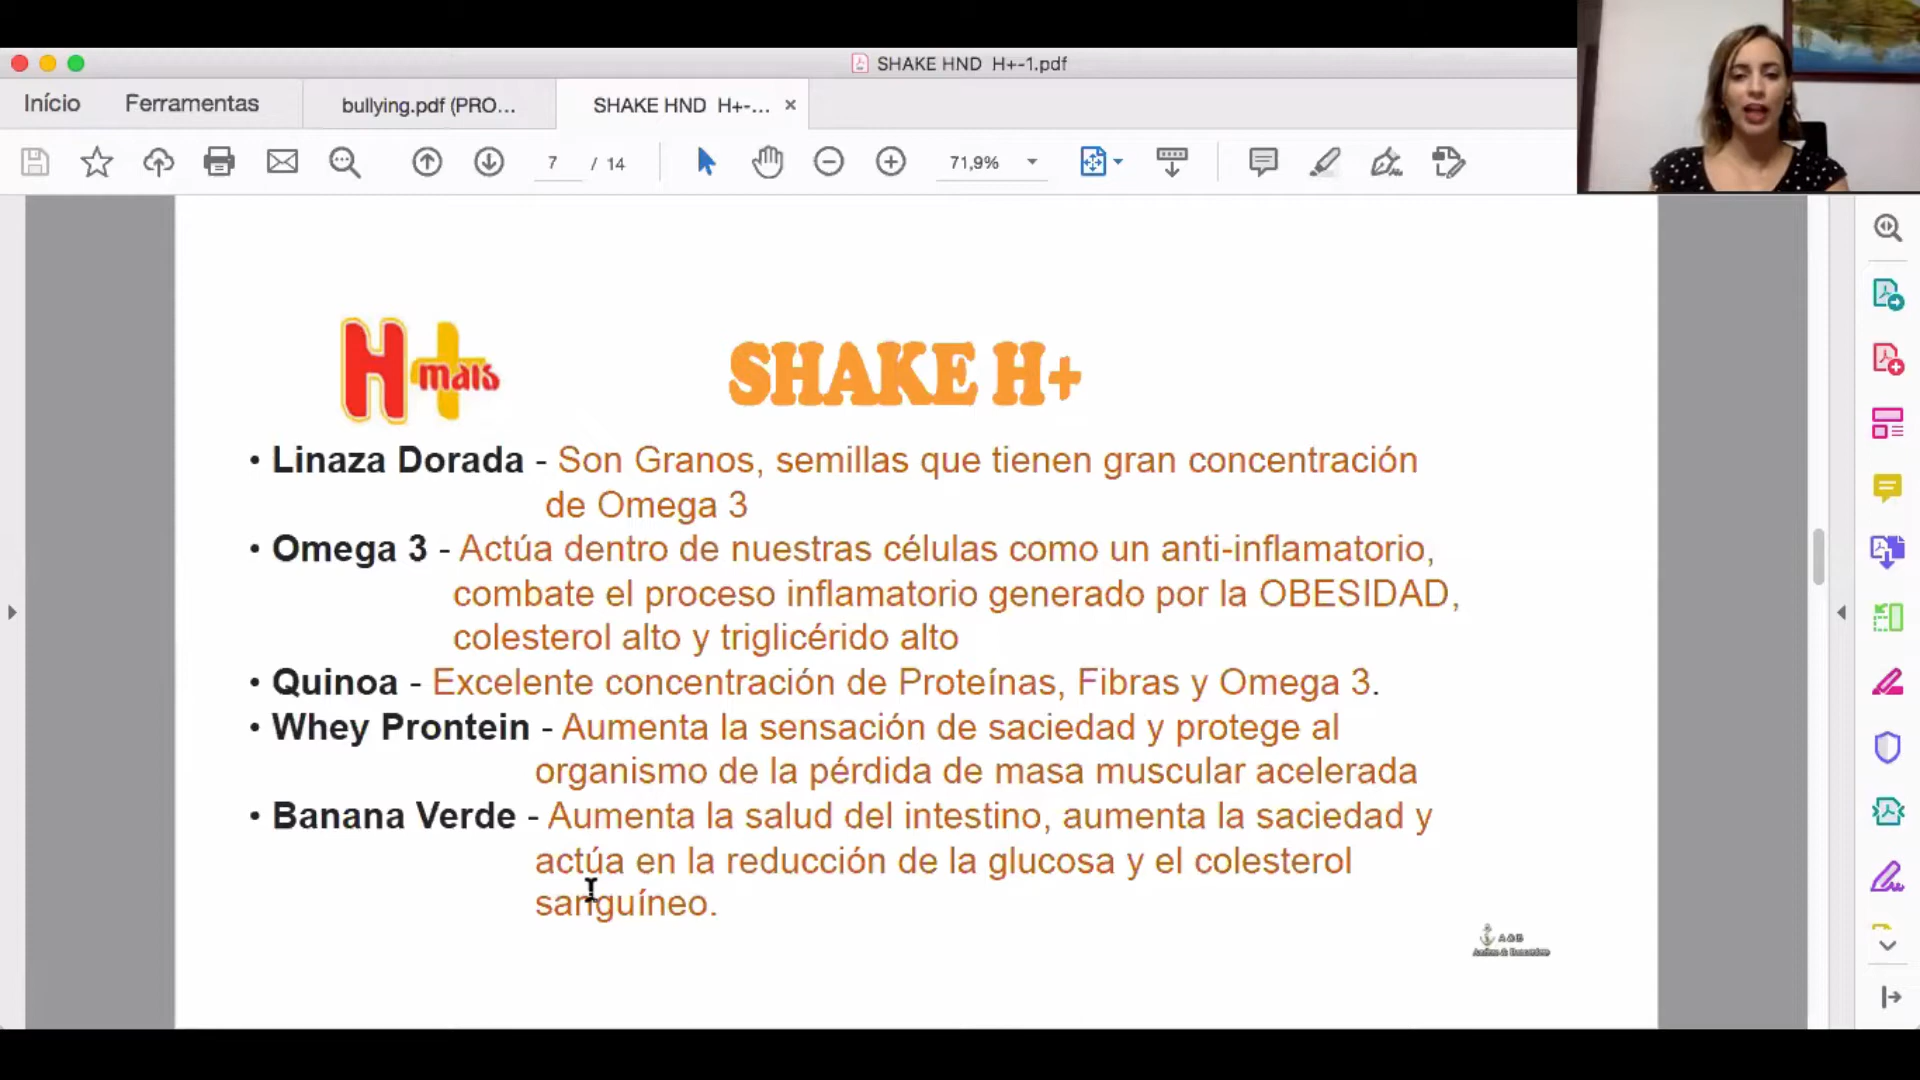 SHAKE HND H+-1.pdf
Início
Ferramentas
bullying.pdf (PRO...
SHAKE HND H+-...
×
7 / 14
71,9%
H+ mais
SHAKE H+
• Linaza Dorada - Son Granos, semillas que tienen gran concentración
de Omega 3
• Omega 3 - Actúa dentro de nuestras células como un anti-inflamatorio,
combate el proceso inflamatorio generado por la OBESIDAD,
colesterol alto y triglicérido alto
• Quinoa - Excelente concentración de Proteínas, Fibras y Omega 3.
• Whey Prontein - Aumenta la sensación de saciedad y protege al
organismo de la pérdida de masa muscular acelerada
• Banana Verde - Aumenta la salud del intestino, aumenta la saciedad y
actúa en la reducción de la glucosa y el colesterol
sanguíneo.